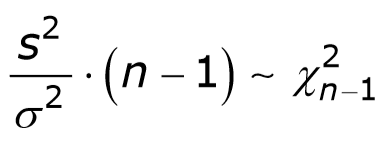 s²/σ² · (n − 1) ~ χ²ₙ₋₁